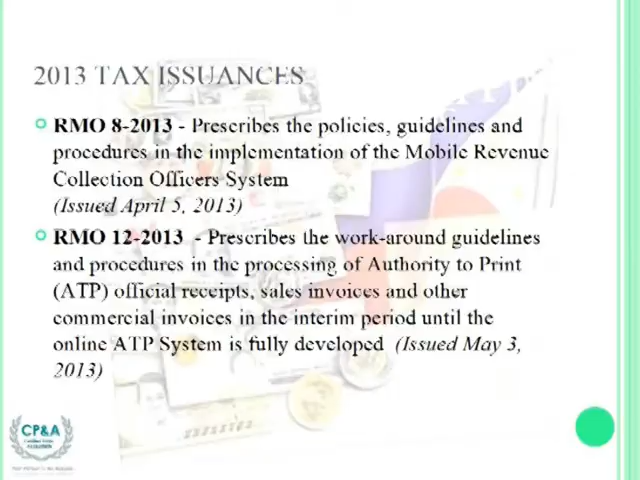 2013 TAX ISSUANCES
RMO 8-2013 - Prescribes the policies, guidelines and
procedures in the implementation of the Mobile Revenue
Collection Officers System
(Issued April 5, 2013)
RMO 12-2013 - Prescribes the work-around guidelines
and procedures in the processing of Authority to Print
(ATP) official receipts, sales invoices and other
commercial invoices in the interim period until the
online ATP System is fully developed (Issued May 3,
2013)
CP&A